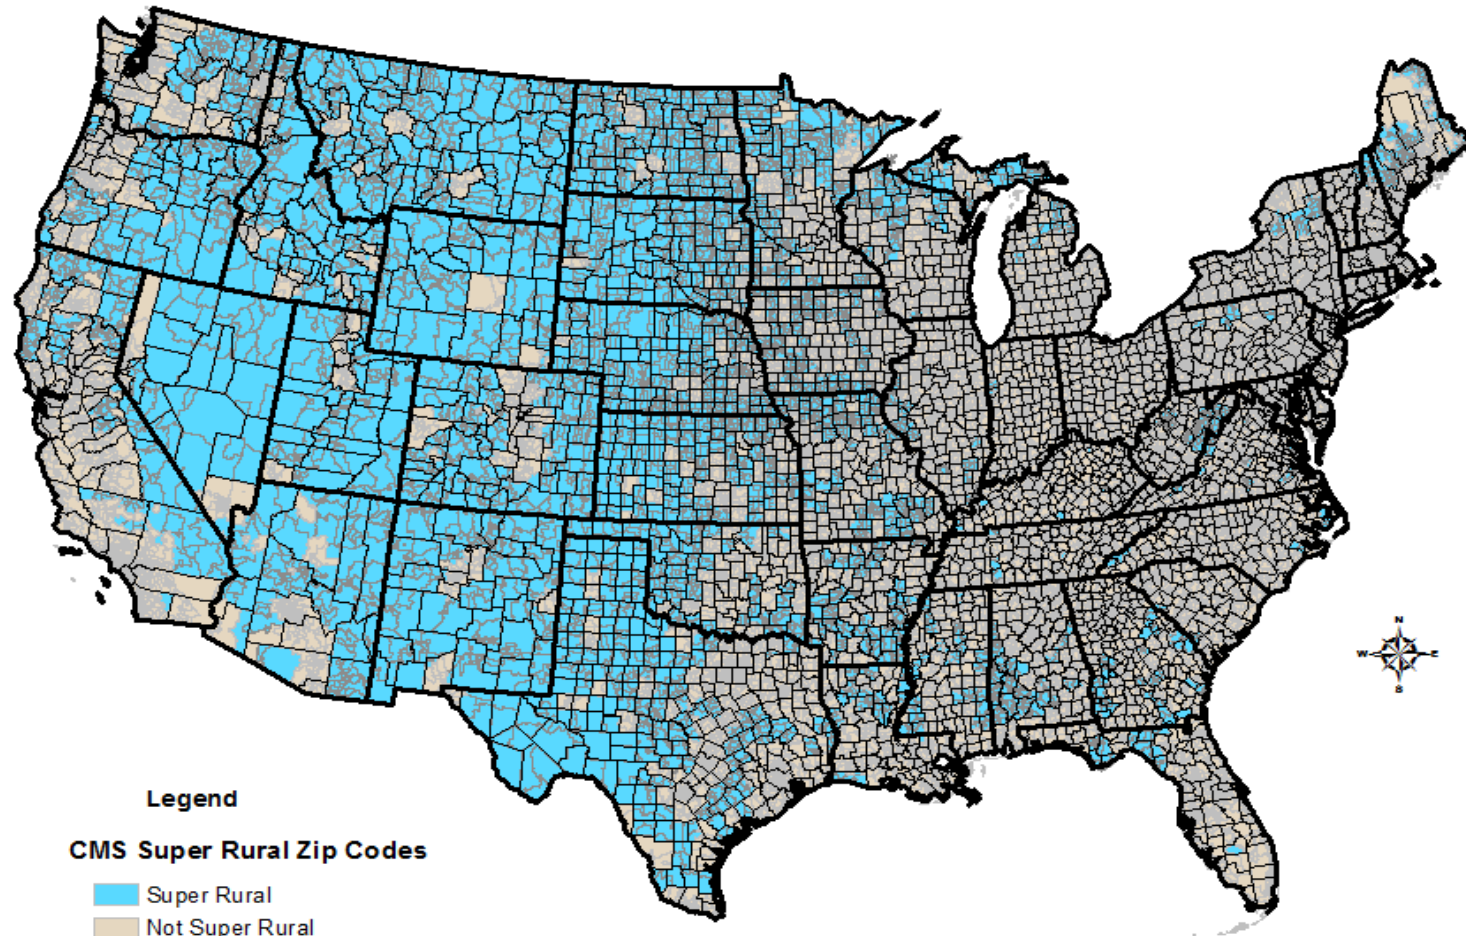 N
W E
S
Legend
CMS Super Rural Zip Codes
Super Rural
Not Super Rural